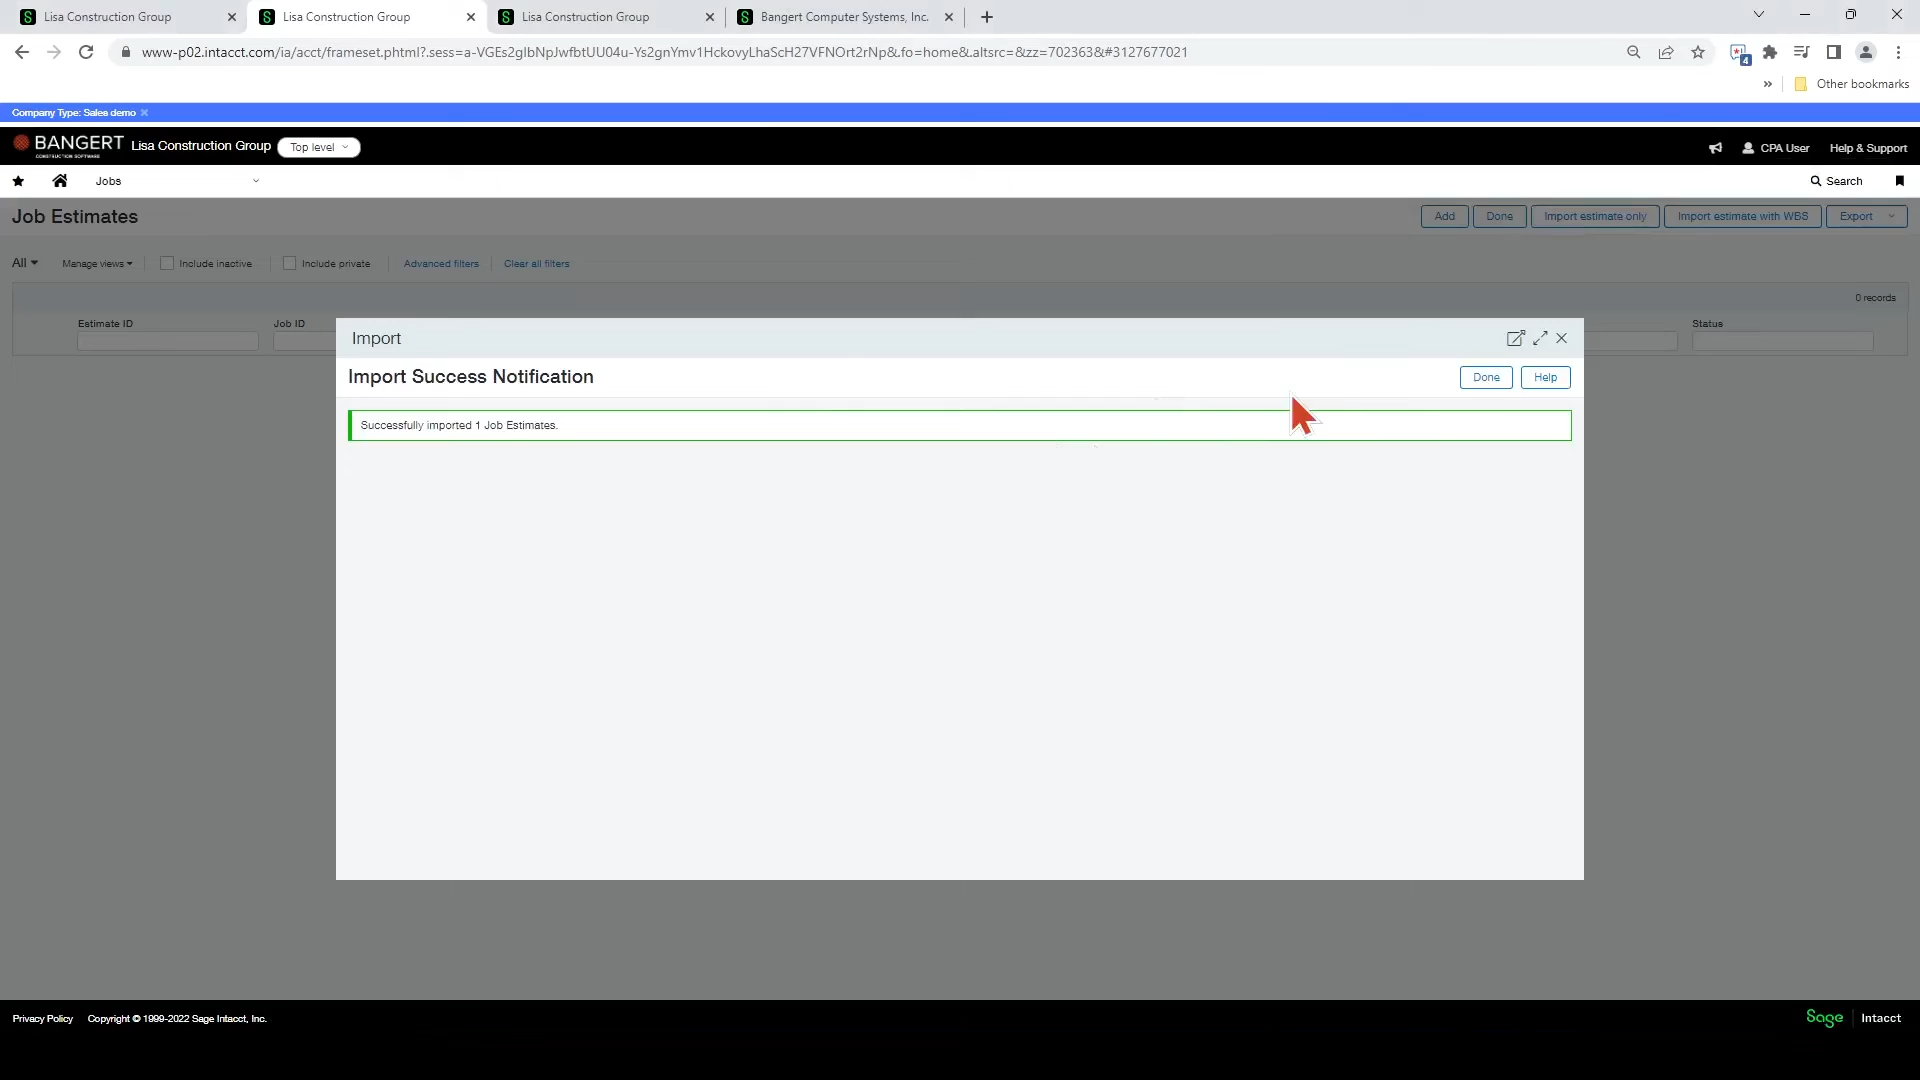 Lisa Construction Group
Lisa Construction Group
Lisa Construction Group
Bangert Computer Systems, Inc.
www-p02.intacct.com/ia/acct/frameset.phtml?.sess=a-VGEs2glbNpJwfbtUU04u-Ys2gnYmv1HckovyLhaScH27VFNOrt2rNp&.fo=home&.altsrc=&zz=702363&#3127677021
4
» Other bookmarks
Company Type: Sales demo
BANGERT Lisa Construction Group Top level
CONSTRUCTION SOFTWARE
CPA User Help & Support
Jobs
Search
Job Estimates
Add Done Import estimate only Import estimate with WBS Export
All Manage views Include inactive Include private Advanced filters Clear all filters
0 records
Estimate ID Job ID Status
Import
Import Success Notification
Done Help
Successfully imported 1 Job Estimates.
Privacy Policy Copyright © 1999-2022 Sage Intacct, Inc.
Sage Intacct